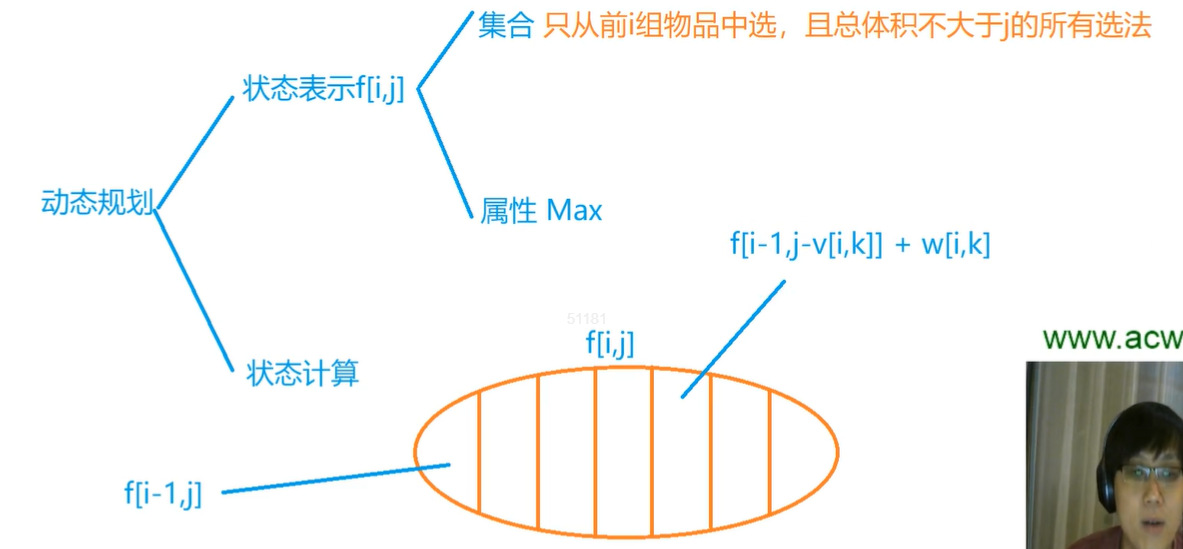 集合 只从前i组物品中选，且总体积不大于j的所有选法
状态表示f[i,j]
动态规划
属性 Max
f[i-1,j-v[i,k]] + w[i,k]
51181
f[i,j]
www.acw
状态计算
f[i-1,j]